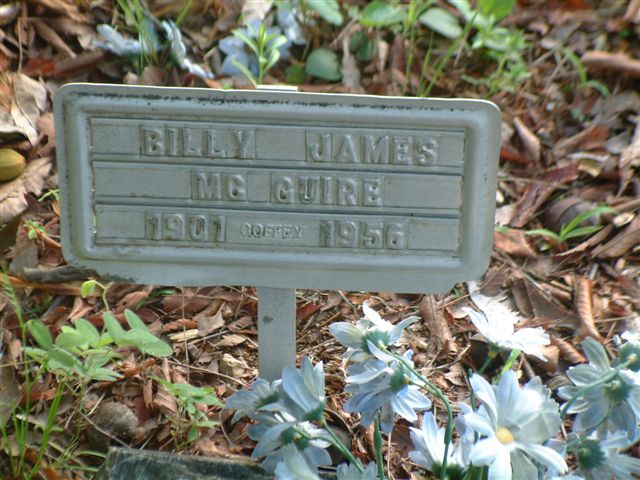 BILLY JAMES
MC GUIRE
1901 COFFEY 1956